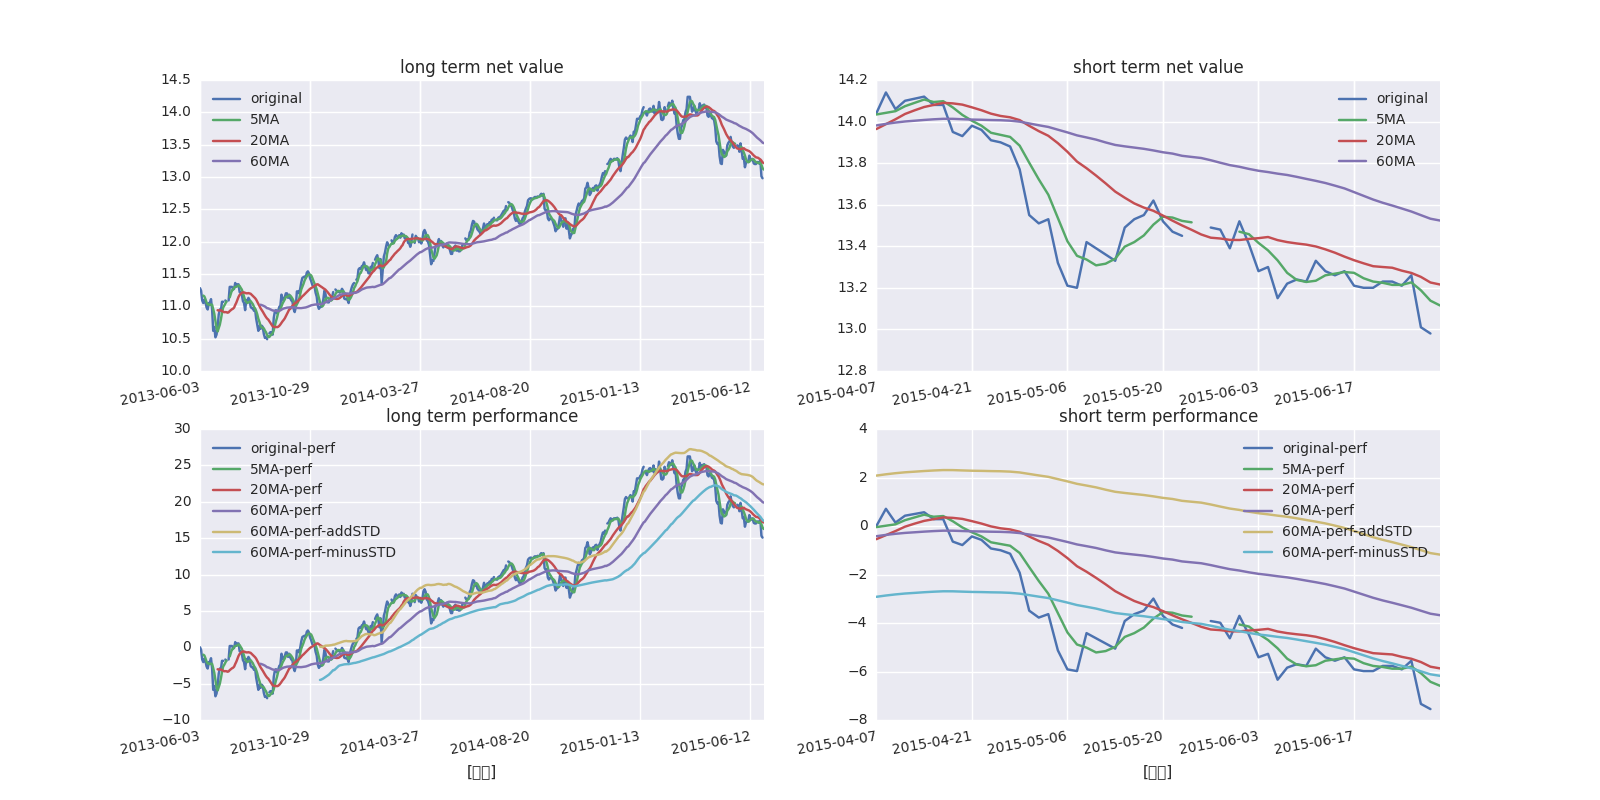 long term net value
14.5
14.0
13.5
13.0
12.5
12.0
11.5
11.0
10.5
10.0
original
5MA
20MA
60MA
2013-06-03
2013-10-29
2014-03-27
2014-08-20
2015-01-13
2015-06-12
short term net value
14.2
14.0
13.8
13.6
13.4
13.2
13.0
12.8
original
5MA
20MA
60MA
2015-04-07
2015-04-21
2015-05-06
2015-05-20
2015-06-03
2015-06-17
long term performance
30
25
20
15
10
5
0
−5
−10
original-perf
5MA-perf
20MA-perf
60MA-perf
60MA-perf-addSTD
60MA-perf-minusSTD
2013-06-03
2013-10-29
2014-03-27
2014-08-20
2015-01-13
2015-06-12
short term performance
4
2
0
−2
−4
−6
−8
original-perf
5MA-perf
20MA-perf
60MA-perf
60MA-perf-addSTD
60MA-perf-minusSTD
2015-04-07
2015-04-21
2015-05-06
2015-05-20
2015-06-03
2015-06-17